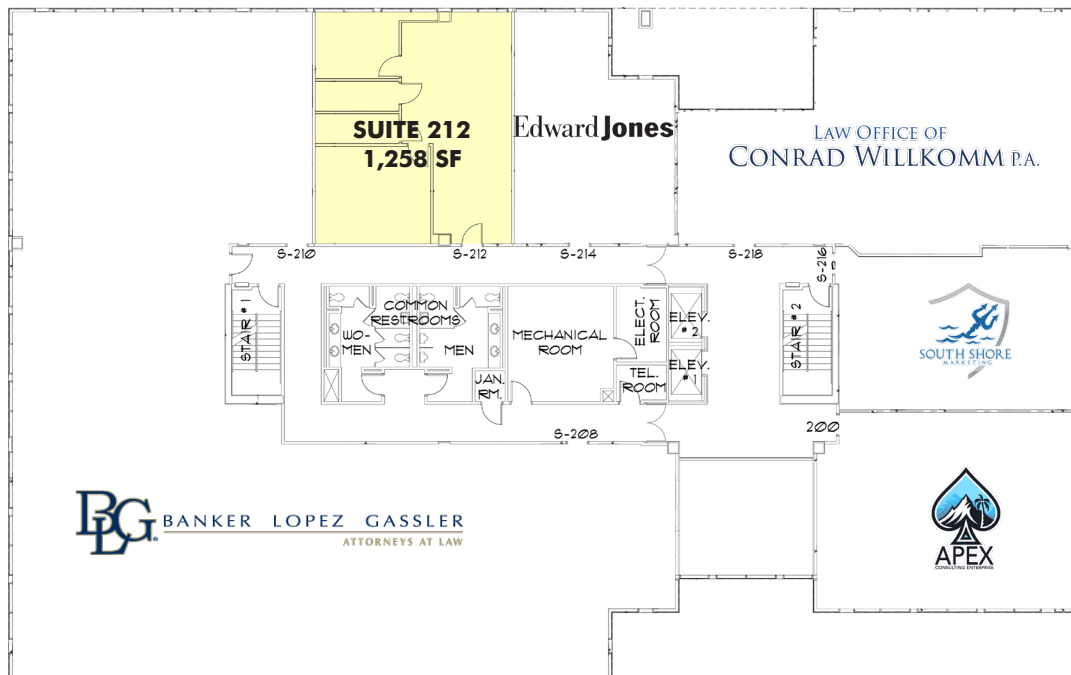 SUITE 212
1,258 SF
Edward Jones
LAW OFFICE OF
CONRAD WILLKOMM P.A.
S-210
S-212
S-214
S-218
S-216
STAIR #1
COMMON
RESTROOMS
WO-
MEN
MEN
JAN.
RM.
MECHANICAL
ROOM
ELECT.
ROOM
TEL.
ROOM
ELEV.
#2
ELEV.
#1
STAIR #2
SOUTH SHORE
MARKETING
S-208
200
BLG
BANKER LOPEZ GASSLER
ATTORNEYS AT LAW
APEX
CONSULTING ENTERPRISE